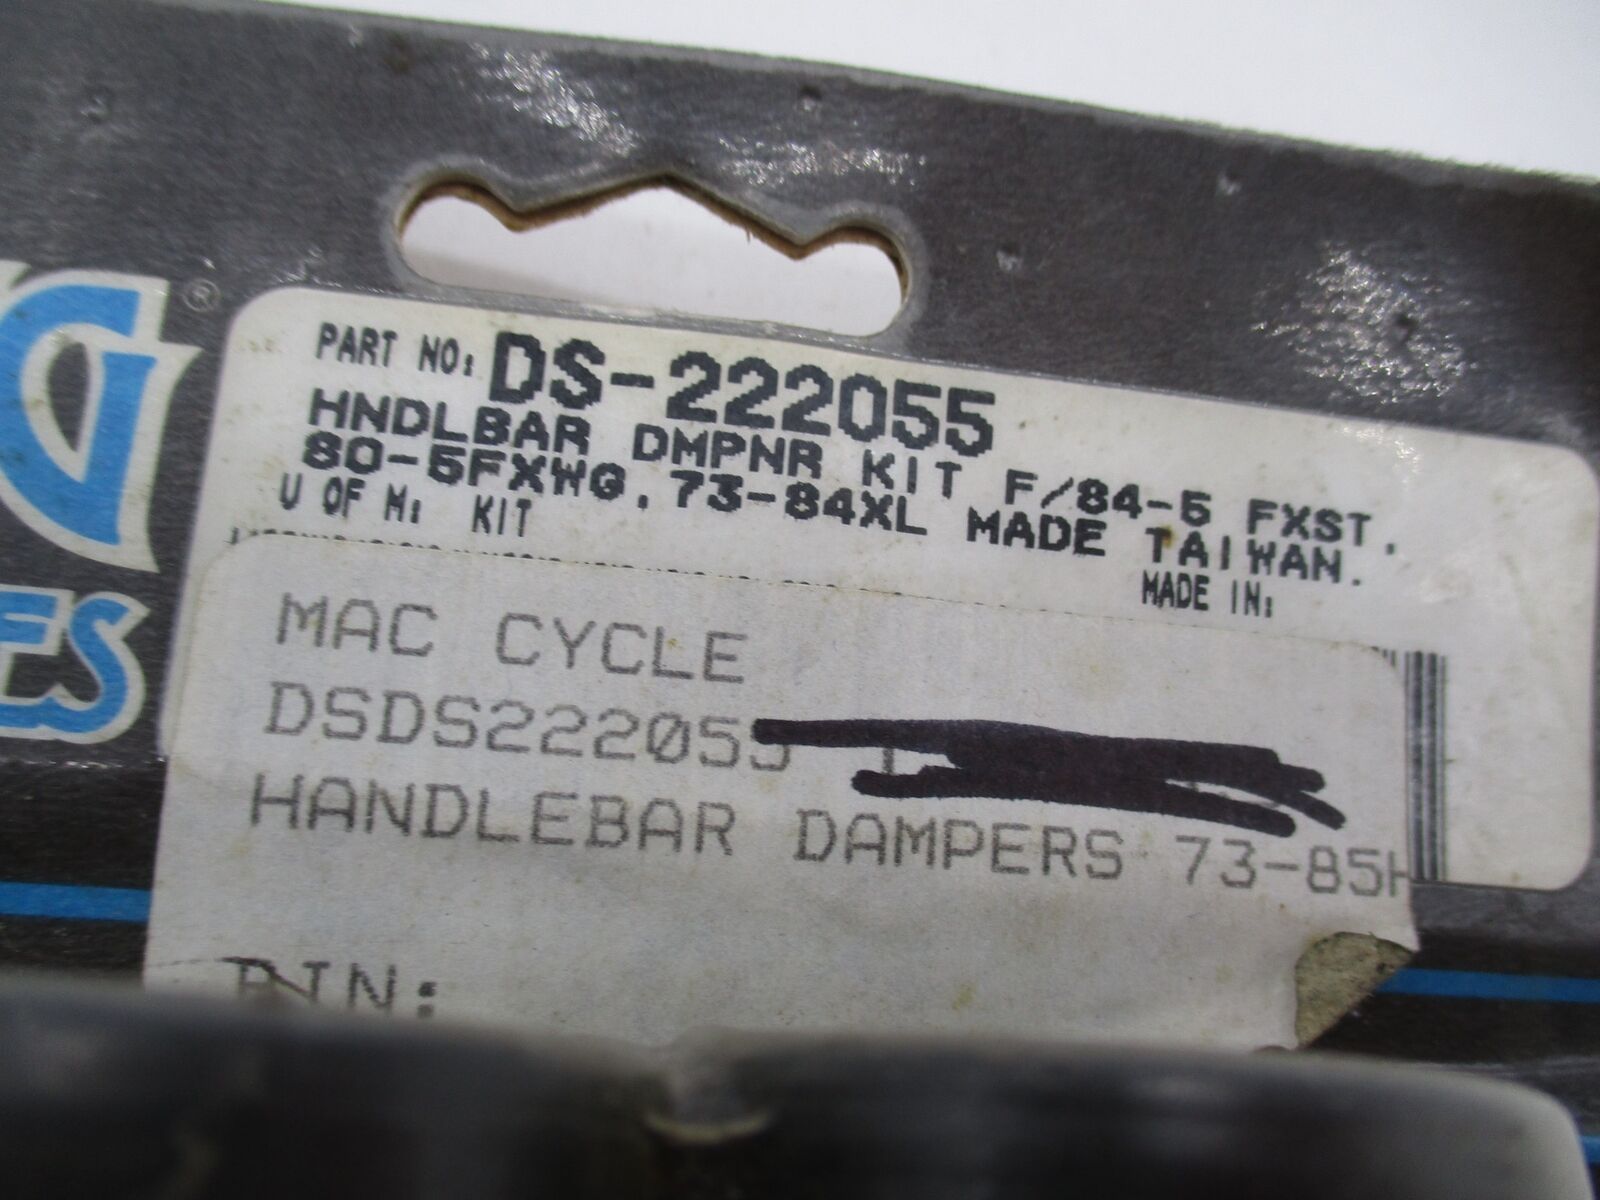 G®
ES
PART NO: DS-222055
HNDLBAR DMPNR KIT F/84-5 FXST,
80-5FXWG, 73-84XL MADE TAIWAN.
U OF M: KIT
MADE IN:
MAC CYCLE
DSDS222055
HANDLEBAR DAMPERS 73-85H